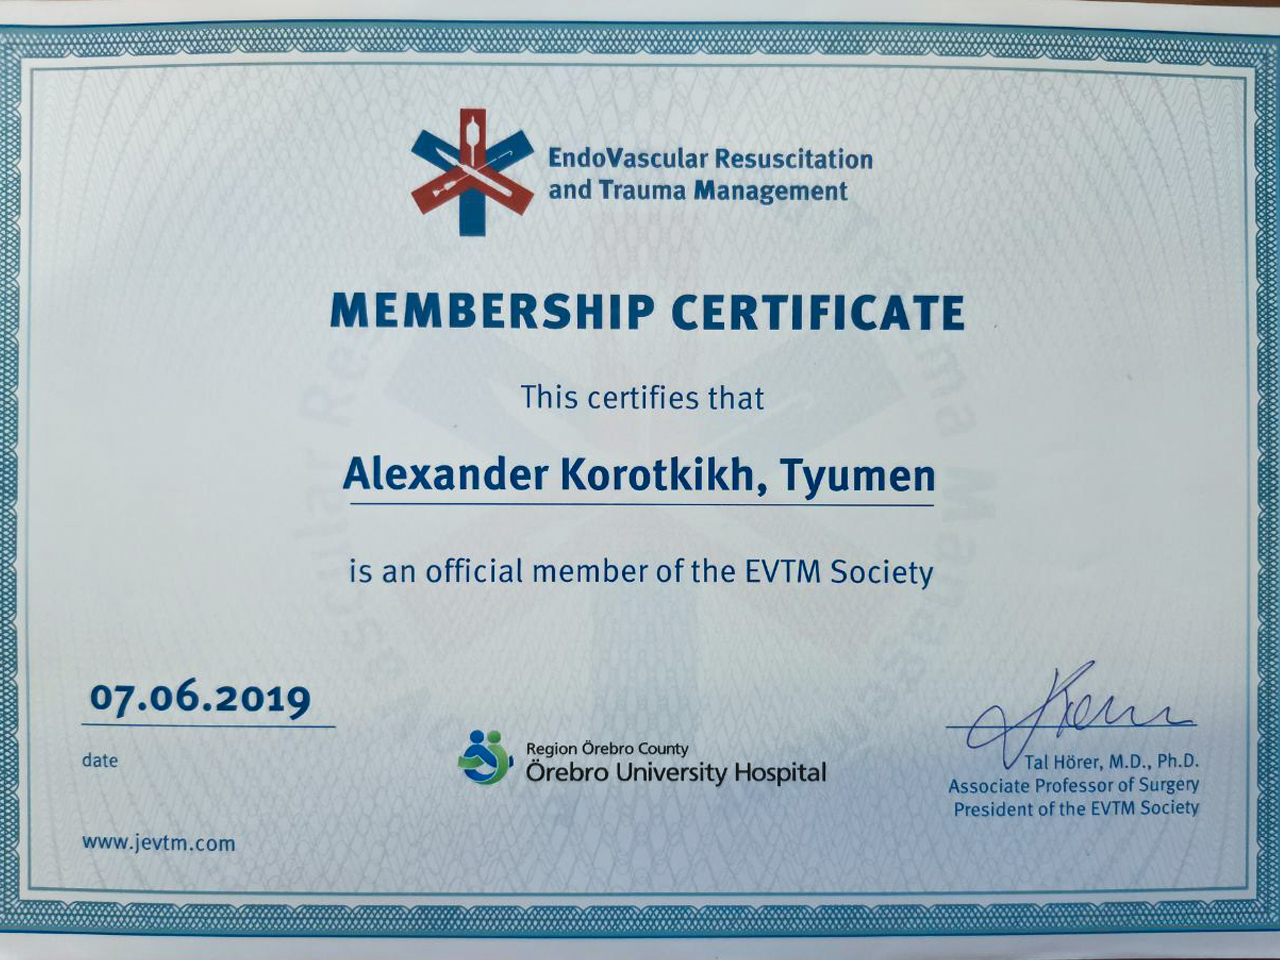 EndoVascular Resuscitation
and Trauma Management
MEMBERSHIP CERTIFICATE
This certifies that
Alexander Korotkikh, Tyumen
is an official member of the EVTM Society
07.06.2019
date
www.jevtm.com
Region Örebro County
Örebro University Hospital
Tal Hörer, M.D., Ph.D.
Associate Professor of Surgery
President of the EVTM Society